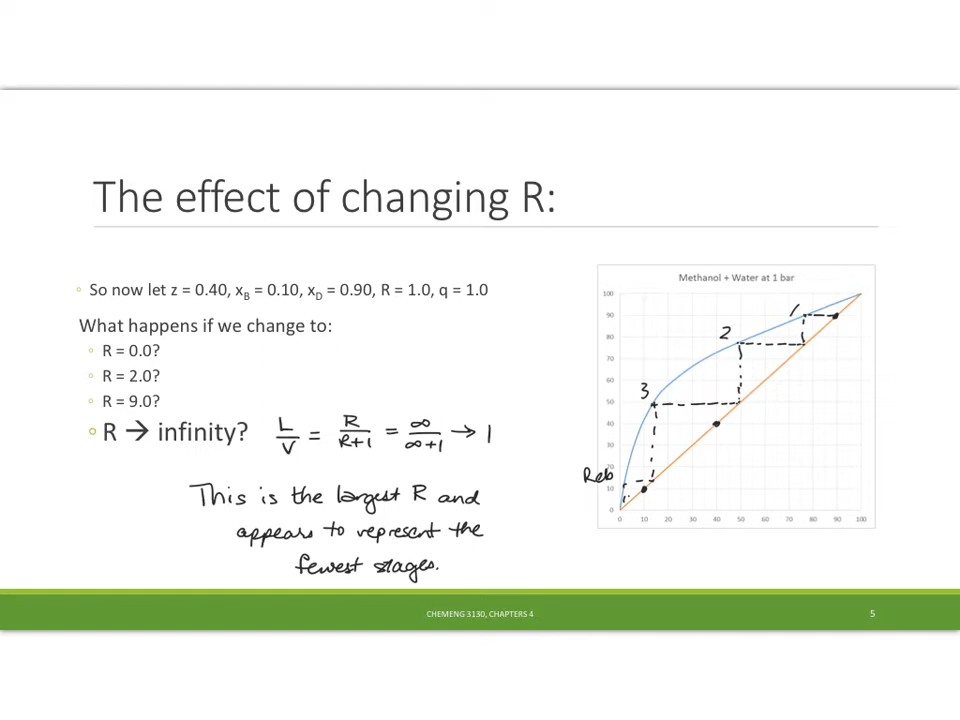 The effect of changing R:
◦ So now let z = 0.40, xB = 0.10, xD = 0.90, R = 1.0, q = 1.0
What happens if we change to:
◦ R = 0.0?
◦ R = 2.0?
◦ R = 9.0?
◦ R → infinity? L/V = R/R+1 = ∞/∞+1 → 1
This is the largest R and
appears to represent the
fewest stages.
Methanol + Water at 1 bar
100
90
80
70
60
50
40
30
20
10
0
0 10 20 30 40 50 60 70 80 90 100
1
2
3
Reb
CHEMENG 3130, CHAPTERS 4
5